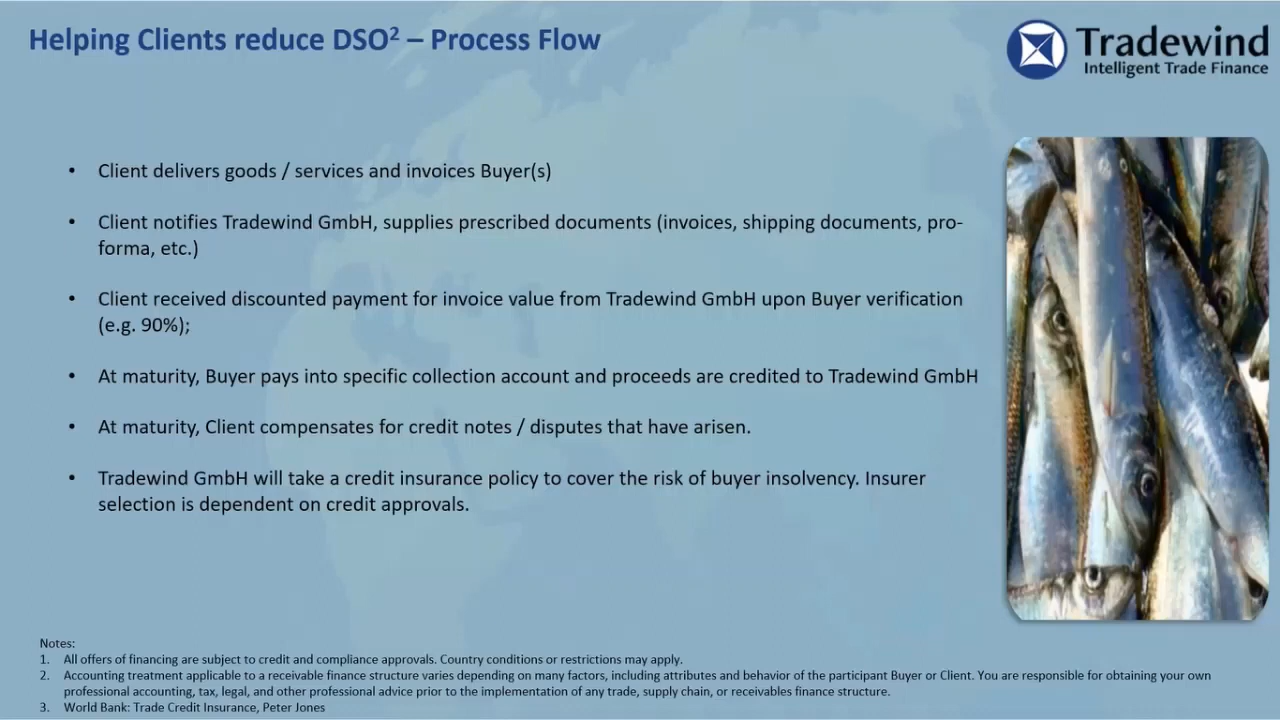 Helping Clients reduce DSO² – Process Flow
Tradewind
Intelligent Trade Finance
• Client delivers goods / services and invoices Buyer(s)
• Client notifies Tradewind GmbH, supplies prescribed documents (invoices, shipping documents, pro-
forma, etc.)
• Client received discounted payment for invoice value from Tradewind GmbH upon Buyer verification
(e.g. 90%);
• At maturity, Buyer pays into specific collection account and proceeds are credited to Tradewind GmbH
• At maturity, Client compensates for credit notes / disputes that have arisen.
• Tradewind GmbH will take a credit insurance policy to cover the risk of buyer insolvency. Insurer
selection is dependent on credit approvals.
Notes:
1. All offers of financing are subject to credit and compliance approvals. Country conditions or restrictions may apply.
2. Accounting treatment applicable to a receivable finance structure varies depending on many factors, including attributes and behavior of the participant Buyer or Client. You are responsible for obtaining your own
professional accounting, tax, legal, and other professional advice prior to the implementation of any trade, supply chain, or receivables finance structure.
3. World Bank: Trade Credit Insurance, Peter Jones